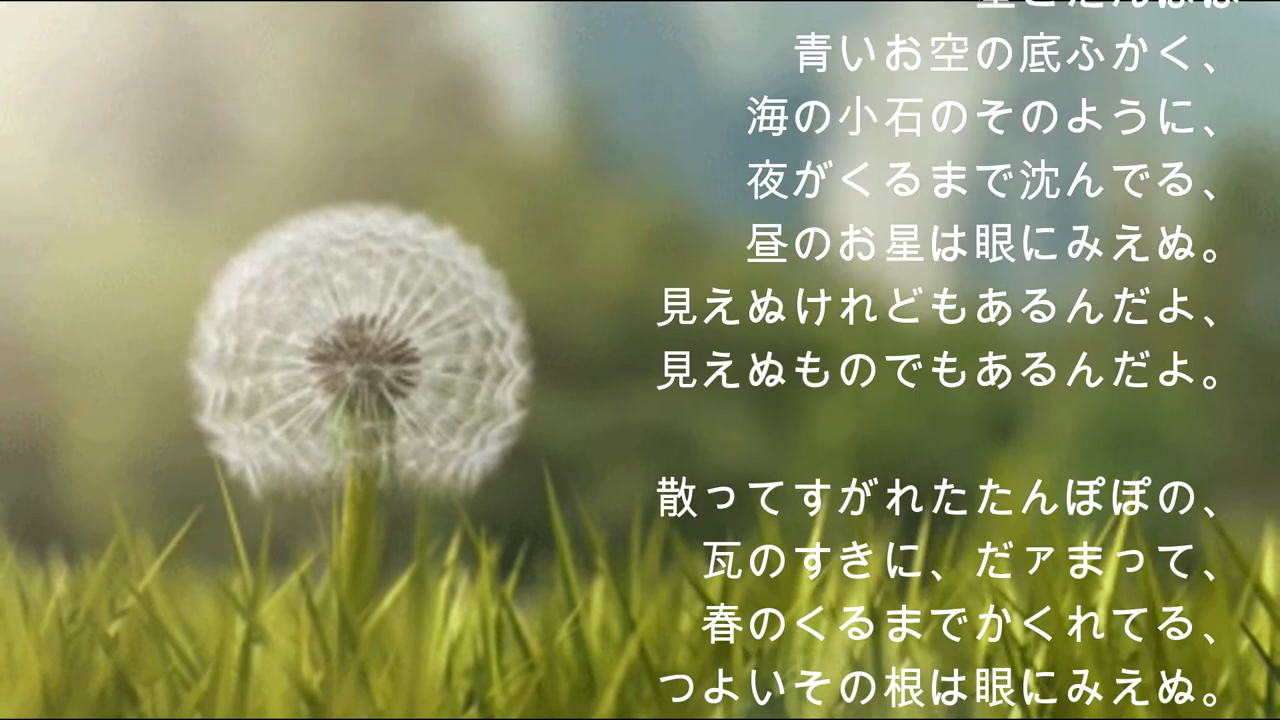 青いお空の底ふかく、
海の小石のそのように、
夜がくるまで沈んでる、
昼のお星は眼にみえぬ。
見えぬけれどもあるんだよ、
見えぬものでもあるんだよ。
散ってすがれたたんぽぽの、
瓦のすきに、だァまって、
春のくるまでかくれてる、
つよいその根は眼にみえぬ。